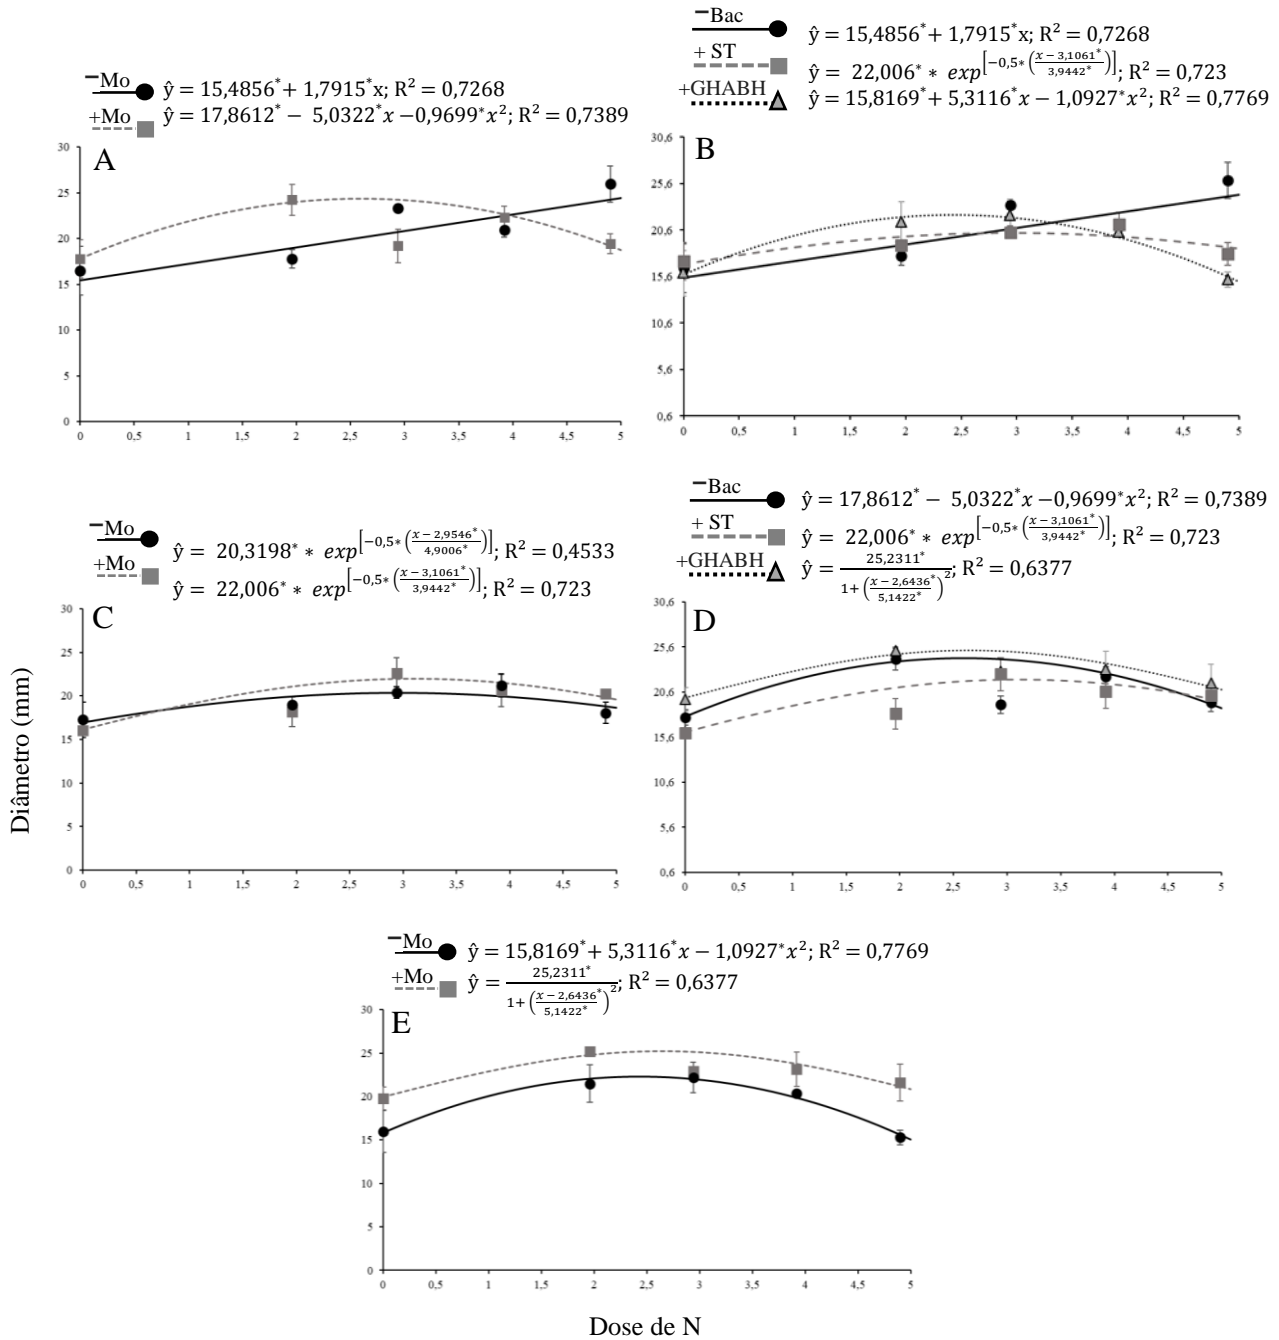 −Mo ŷ = 15,4856* + 1,7915*x; R² = 0,7268
+Mo ŷ = 17,8612* − 5,0322*x −0,9699*x²; R² = 0,7389
A
30
25
20
15
10
5
0
0 0,5 1 1,5 2 2,5 3 3,5 4 4,5 5
−Bac ŷ = 15,4856* + 1,7915*x; R² = 0,7268
+ ST ŷ = 22,006* * exp[−0,5*((x−3,1061*)/3,9442*)]; R² = 0,723
+GHABH ŷ = 15,8169* + 5,3116*x − 1,0927*x²; R² = 0,7769
B
30,6
25,6
20,6
15,6
10,6
5,6
0,6
0 0,5 1 1,5 2 2,5 3 3,5 4 4,5 5
−Mo ŷ = 20,3198* * exp[−0,5*((x−2,9546*)/4,9006*)]; R² = 0,4533
+Mo ŷ = 22,006* * exp[−0,5*((x−3,1061*)/3,9442*)]; R² = 0,723
C
30
25
20
15
10
5
0
0 0,5 1 1,5 2 2,5 3 3,5 4 4,5 5
−Bac ŷ = 17,8612* − 5,0322*x −0,9699*x²; R² = 0,7389
+ ST ŷ = 22,006* * exp[−0,5*((x−3,1061*)/3,9442*)]; R² = 0,723
+GHABH ŷ = 25,2311*/(1+((x−2,6436*)/5,1422*)²); R² = 0,6377
D
30,6
25,6
20,6
15,6
10,6
5,6
0,6
0 0,5 1 1,5 2 2,5 3 3,5 4 4,5 5
Diâmetro (mm)
−Mo ŷ = 15,8169* + 5,3116*x − 1,0927*x²; R² = 0,7769
+Mo ŷ = 25,2311*/(1+((x−2,6436*)/5,1422*)²); R² = 0,6377
E
30
25
20
15
10
5
0
0 0,5 1 1,5 2 2,5 3 3,5 4 4,5 5
Dose de N